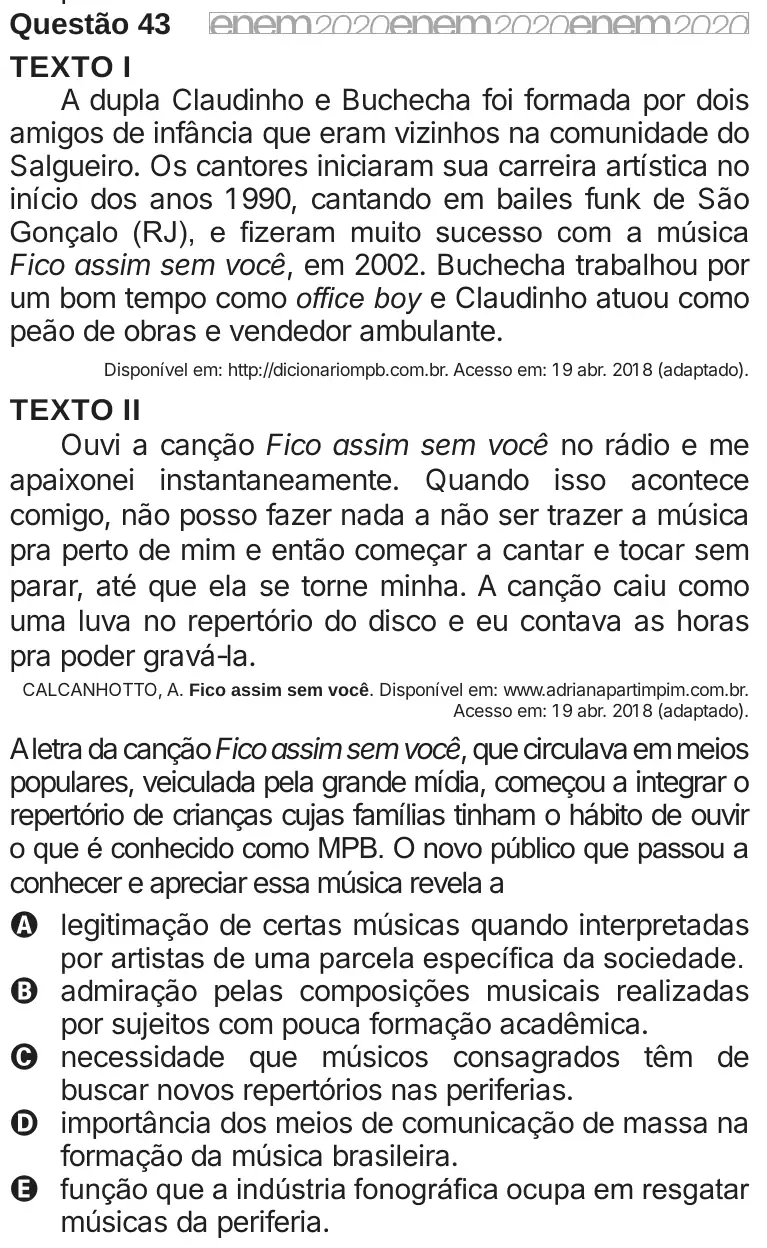 Questão 43 enem2020enem2020enem2020
TEXTO I
A dupla Claudinho e Buchecha foi formada por dois
amigos de infância que eram vizinhos na comunidade do
Salgueiro. Os cantores iniciaram sua carreira artística no
início dos anos 1990, cantando em bailes funk de São
Gonçalo (RJ), e fizeram muito sucesso com a música
Fico assim sem você, em 2002. Buchecha trabalhou por
um bom tempo como office boy e Claudinho atuou como
peão de obras e vendedor ambulante.
Disponível em: http://dicionariompb.com.br. Acesso em: 19 abr. 2018 (adaptado).
TEXTO II
Ouvi a canção Fico assim sem você no rádio e me
apaixonei instantaneamente. Quando isso acontece
comigo, não posso fazer nada a não ser trazer a música
pra perto de mim e então começar a cantar e tocar sem
parar, até que ela se torne minha. A canção caiu como
uma luva no repertório do disco e eu contava as horas
pra poder gravá-la.
CALCANHOTTO, A. Fico assim sem você. Disponível em: www.adrianapartimpim.com.br.
Acesso em: 19 abr. 2018 (adaptado).
A letra da canção Fico assim sem você, que circulava em meios
populares, veiculada pela grande mídia, começou a integrar o
repertório de crianças cujas famílias tinham o hábito de ouvir
o que é conhecido como MPB. O novo público que passou a
conhecer e apreciar essa música revela a
A legitimação de certas músicas quando interpretadas
por artistas de uma parcela específica da sociedade.
B admiração pelas composições musicais realizadas
por sujeitos com pouca formação acadêmica.
C necessidade que músicos consagrados têm de
buscar novos repertórios nas periferias.
D importância dos meios de comunicação de massa na
formação da música brasileira.
E função que a indústria fonográfica ocupa em resgatar
músicas da periferia.